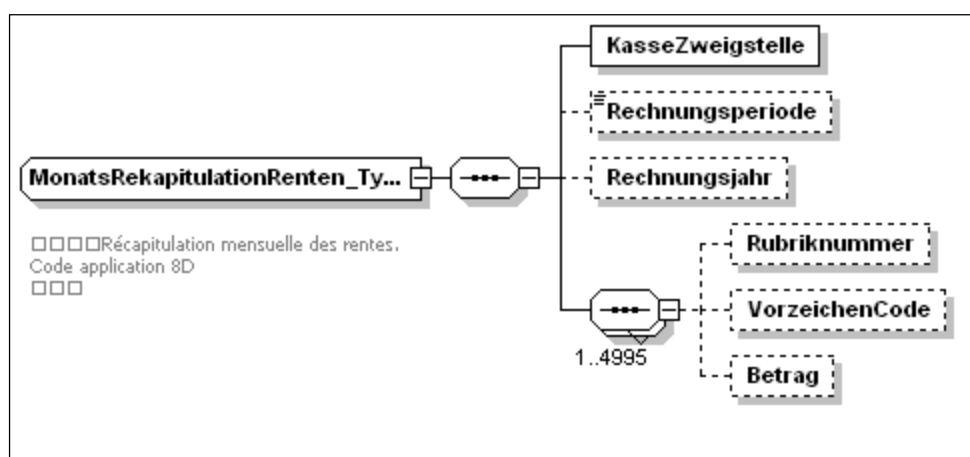 KasseZweigstelle
Rechnungsperiode
MonatsRekapitulationRenten_Ty...
Rechnungsjahr
□□□□Récapitulation mensuelle des rentes.
Code application 8D
□□□
Rubriknummer
VorzeichenCode
1..4995
Betrag